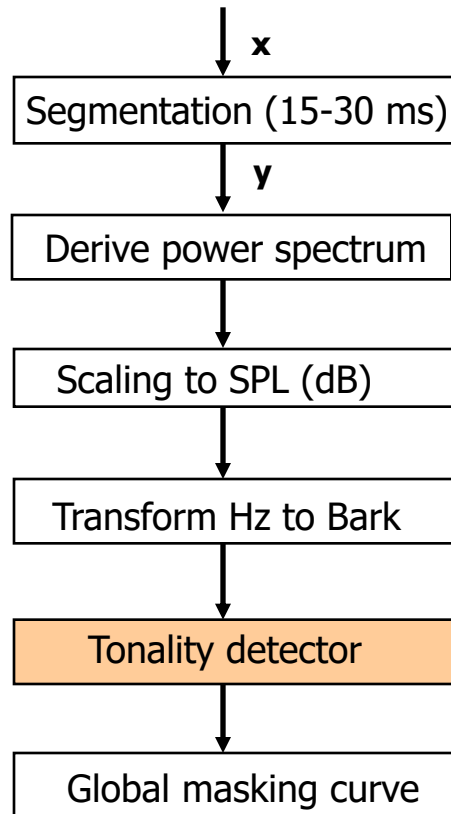 x
Segmentation (15-30 ms)
y
Derive power spectrum
Scaling to SPL (dB)
Transform Hz to Bark
Tonality detector
Global masking curve